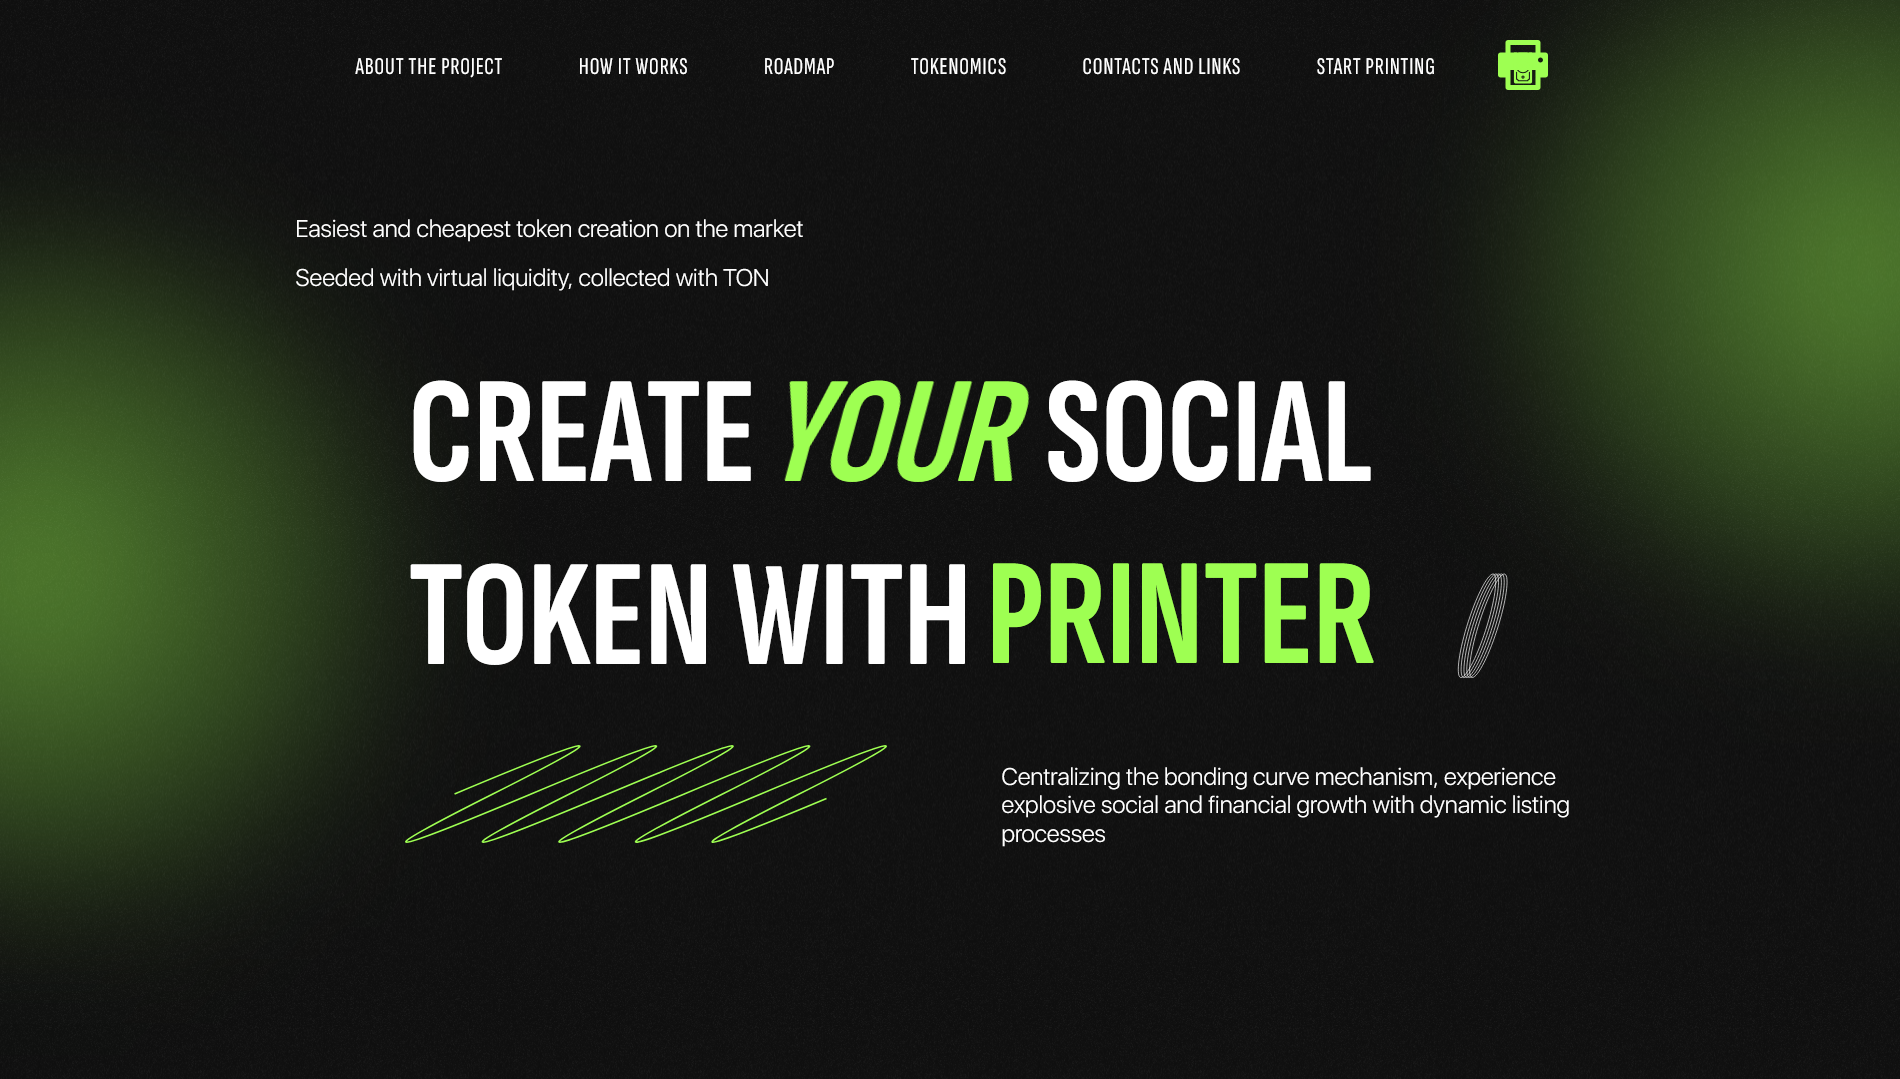 ABOUT THE PROJECT HOW IT WORKS ROADMAP TOKENOMICS CONTACTS AND LINKS START PRINTING
Easiest and cheapest token creation on the market
Seeded with virtual liquidity, collected with TON
CREATE YOUR SOCIAL
TOKEN WITH PRINTER
Centralizing the bonding curve mechanism, experience
explosive social and financial growth with dynamic listing
processes